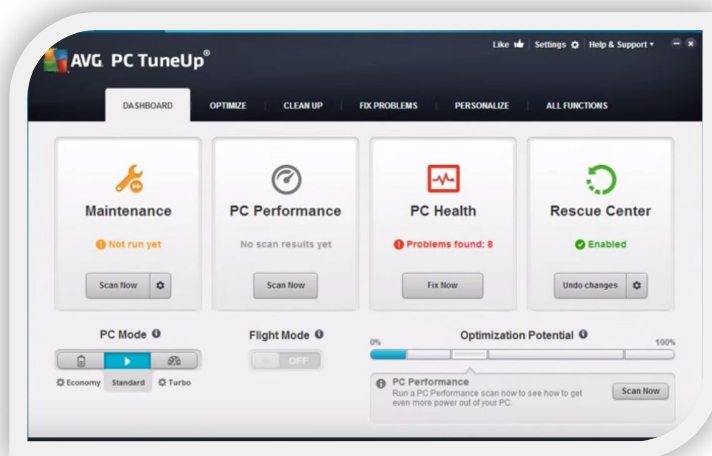 AVG PC TuneUp®
Like Settings Help & Support
DASHBOARD OPTIMIZE CLEAN UP FIX PROBLEMS PERSONALIZE ALL FUNCTIONS
Maintenance
Not run yet
Scan Now
PC Performance
No scan results yet
Scan Now
PC Health
Problems found: 8
Fix Now
Rescue Center
Enabled
Undo changes
PC Mode
Economy Standard Turbo
Flight Mode
OFF
Optimization Potential
0% 100%
PC Performance
Run a PC Performance scan now to see how to get
even more power out of your PC.
Scan Now